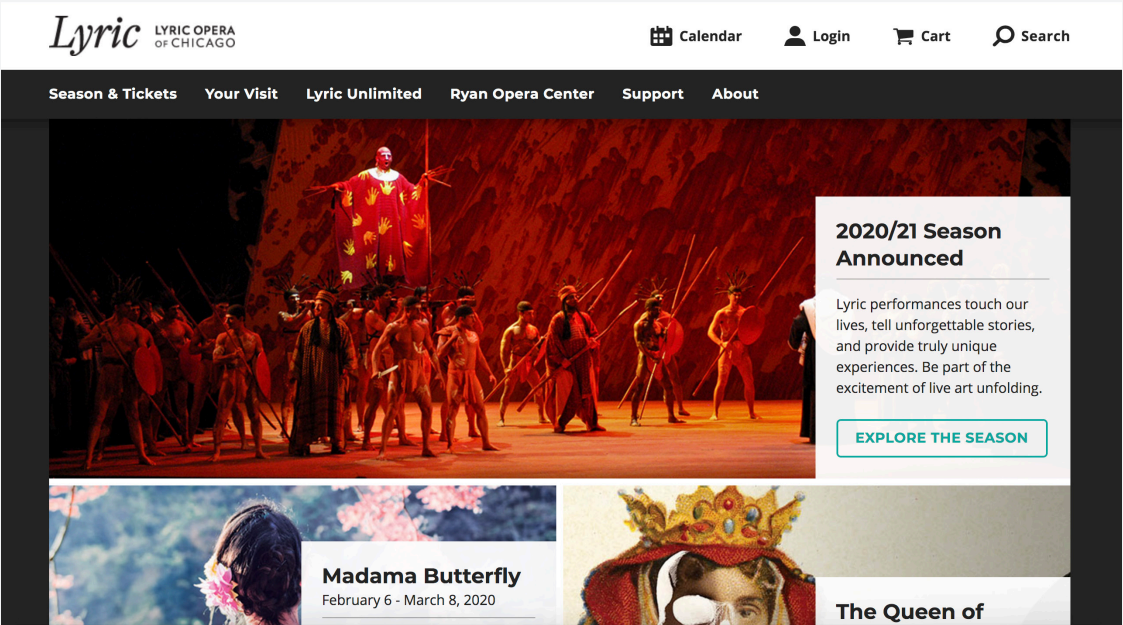 Lyric
LYRIC OPERA
OF CHICAGO
Calendar
Login
Cart
Search
Season & Tickets
Your Visit
Lyric Unlimited
Ryan Opera Center
Support
About
2020/21 Season
Announced
Lyric performances touch our
lives, tell unforgettable stories,
and provide truly unique
experiences. Be part of the
excitement of live art unfolding.
EXPLORE THE SEASON
Madama Butterfly
February 6 - March 8, 2020
The Queen of